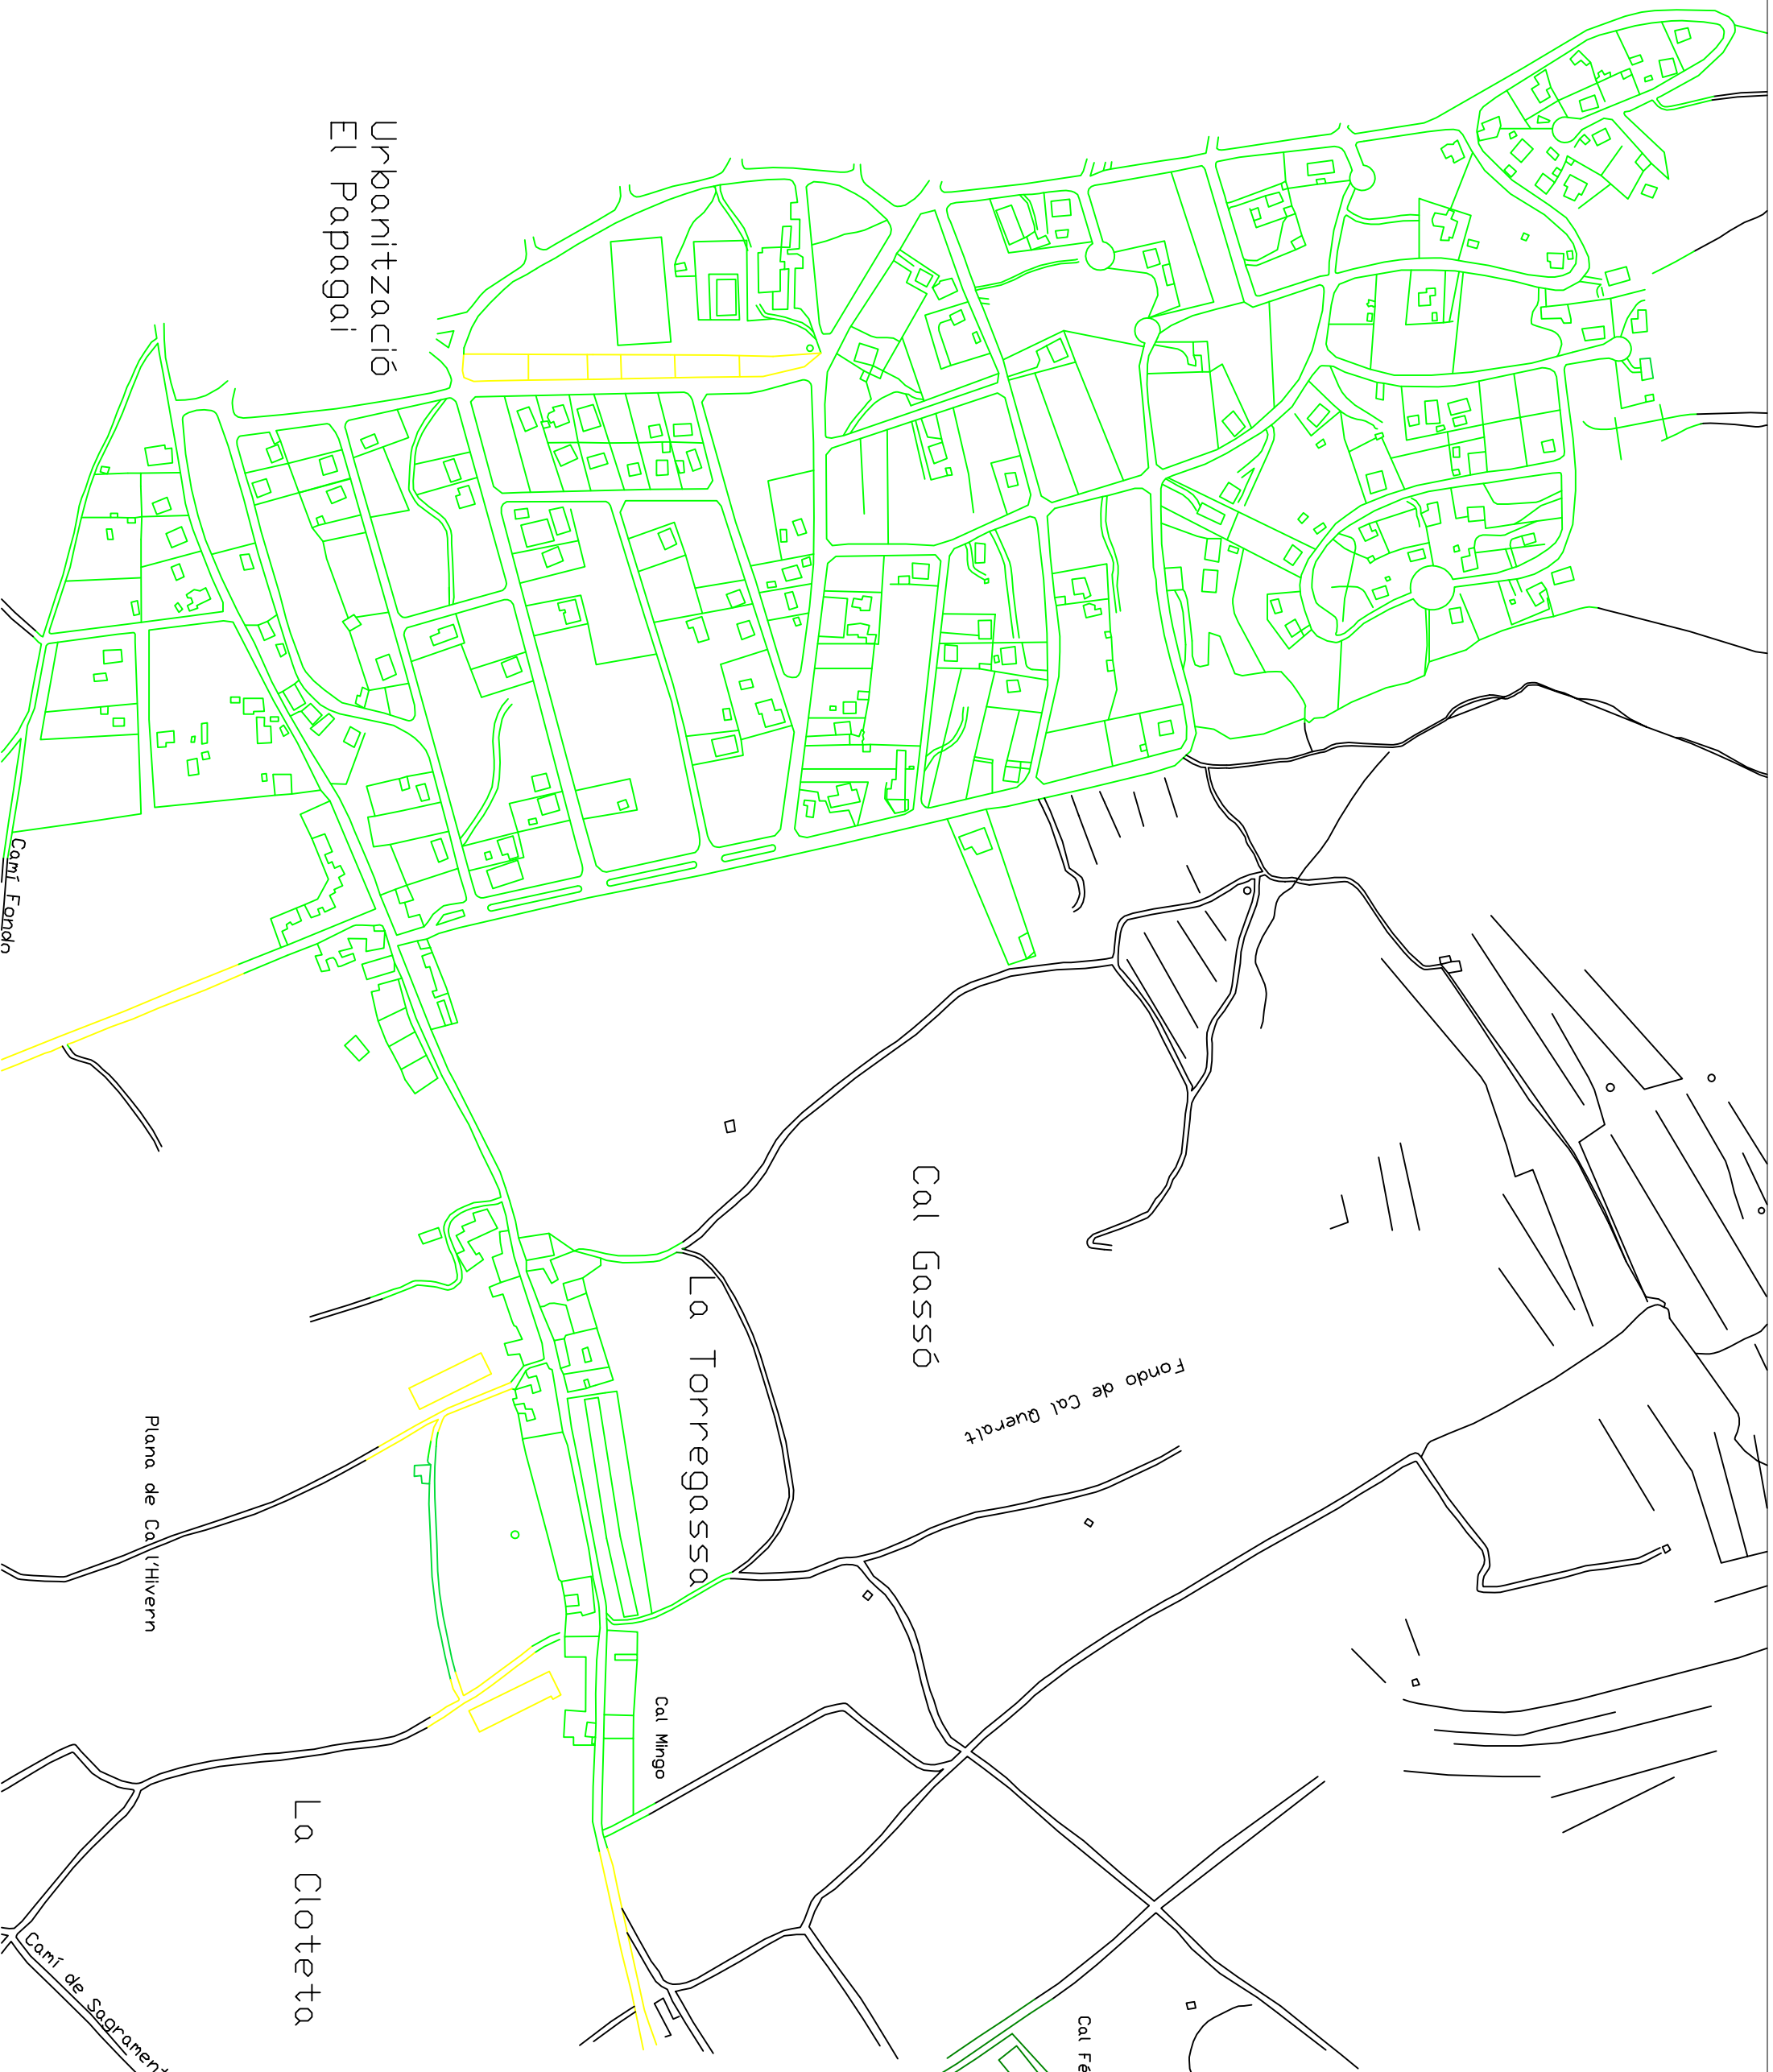 Urbanització
El Papagai
Camí Fondo
Cal Gassó
La Torregassa
Fondo de Cal Queralt
Plana de Ca l'Hivern
Cal Mingo
La Cloteta
Camí de Sagrament
Cal Fé